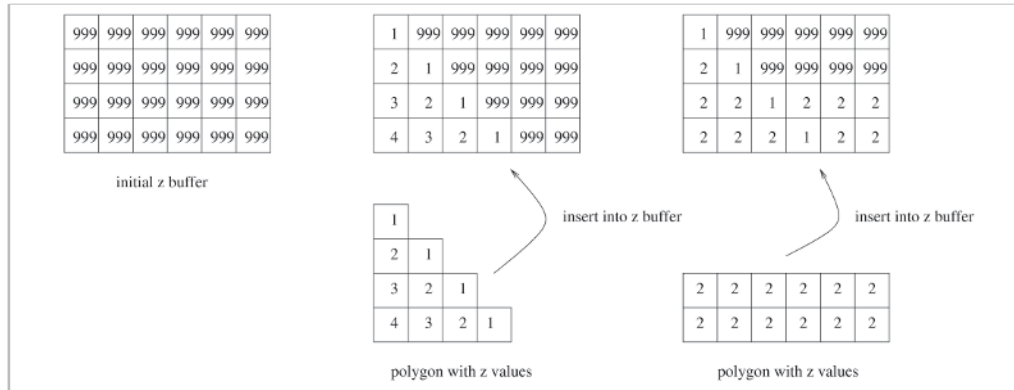 999 999 999 999 999 999
999 999 999 999 999 999
999 999 999 999 999 999
999 999 999 999 999 999
initial z buffer
1 999 999 999 999 999
2 1 999 999 999 999
3 2 1 999 999 999
4 3 2 1 999 999
insert into z buffer
1
2 1
3 2 1
4 3 2 1
polygon with z values
1 999 999 999 999 999
2 1 999 999 999 999
2 2 1 2 2 2
2 2 2 1 2 2
insert into z buffer
2 2 2 2 2 2
2 2 2 2 2 2
polygon with z values